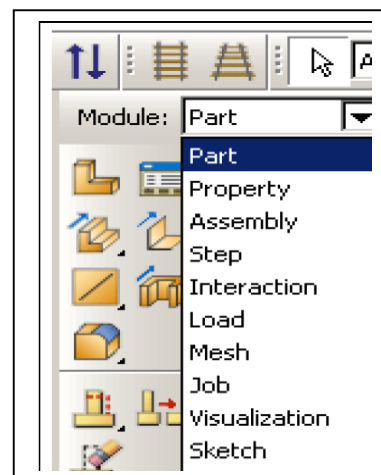 A
Module: Part
Part
Property
Assembly
Step
Interaction
Load
Mesh
Job
Visualization
Sketch